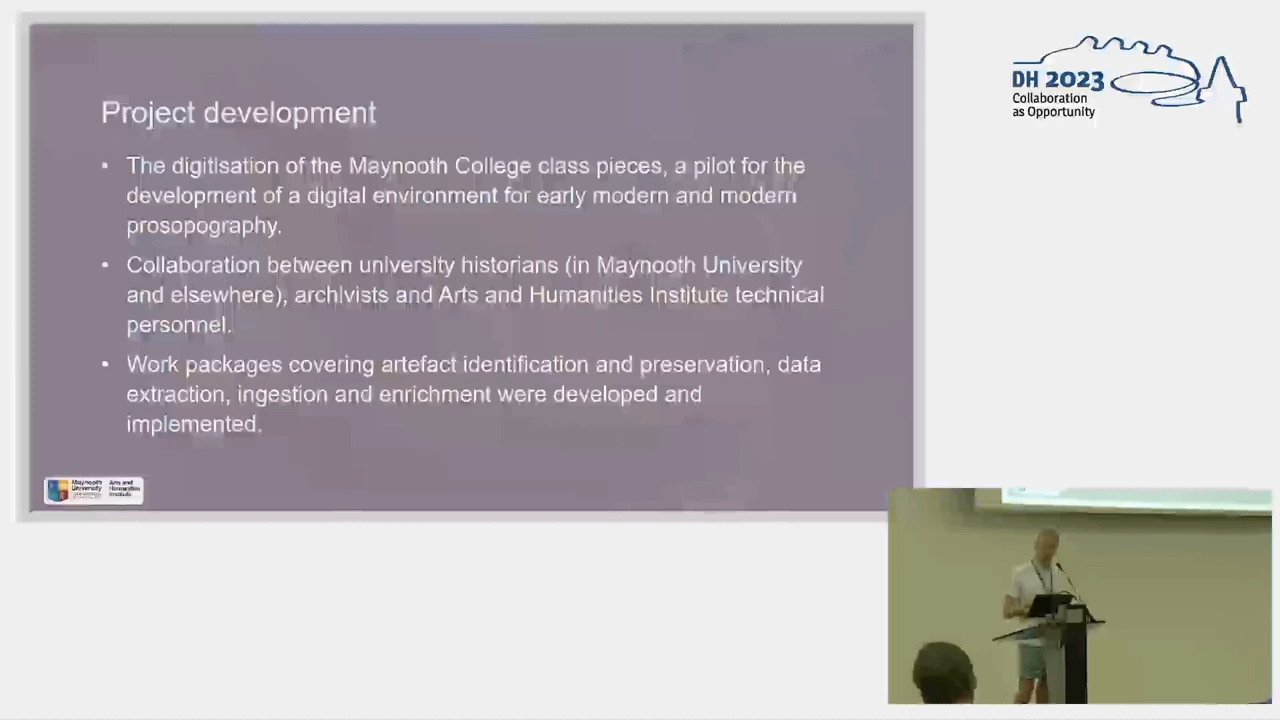 Project development
• The digitisation of the Maynooth College class pieces, a pilot for the
development of a digital environment for early modern and modern
prosopography.
• Collaboration between university historians (in Maynooth University
and elsewhere), archivists and Arts and Humanities Institute technical
personnel.
• Work packages covering artefact identification and preservation, data
extraction, ingestion and enrichment were developed and
implemented.
Maynooth
University
Arts and
Humanities
Institute
DH 2023
Collaboration
as Opportunity